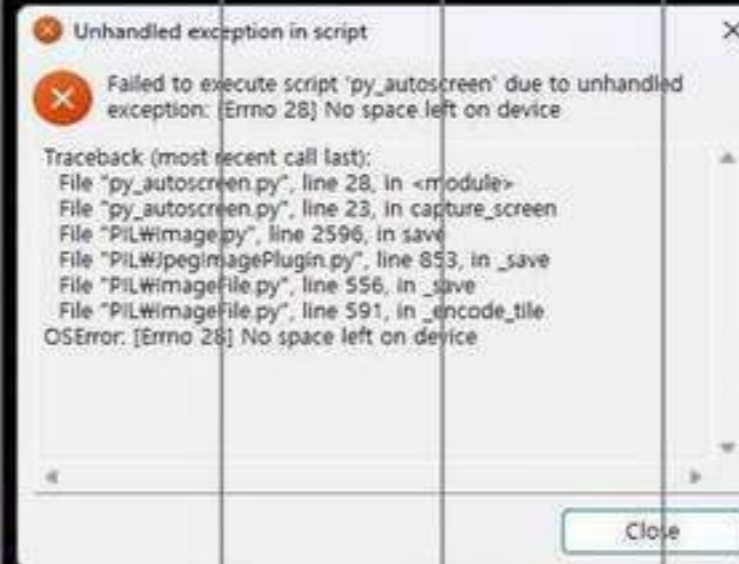 Unhandled exception in script
Failed to execute script 'py_autoscreen' due to unhandled
exception: [Errno 28] No space left on device
Traceback (most recent call last):
File "py_autoscreen.py", line 28, in <module>
File "py_autoscreen.py", line 23, in capture_screen
File "PIL₩Image.py", line 2596, in save
File "PIL₩JpegImagePlugin.py", line 853, in _save
File "PIL₩ImageFile.py", line 556, in _save
File "PIL₩ImageFile.py", line 591, in _encode_tile
OSError: [Errno 28] No space left on device
Close